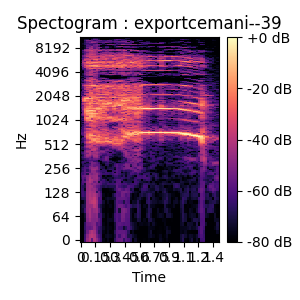 Spectogram : exportcemani--39
+0 dB
8192
4096
-20 dB
2048
1024
-40 dB
512
256
-60 dB
128
64
0
-80 dB
Hz
Time